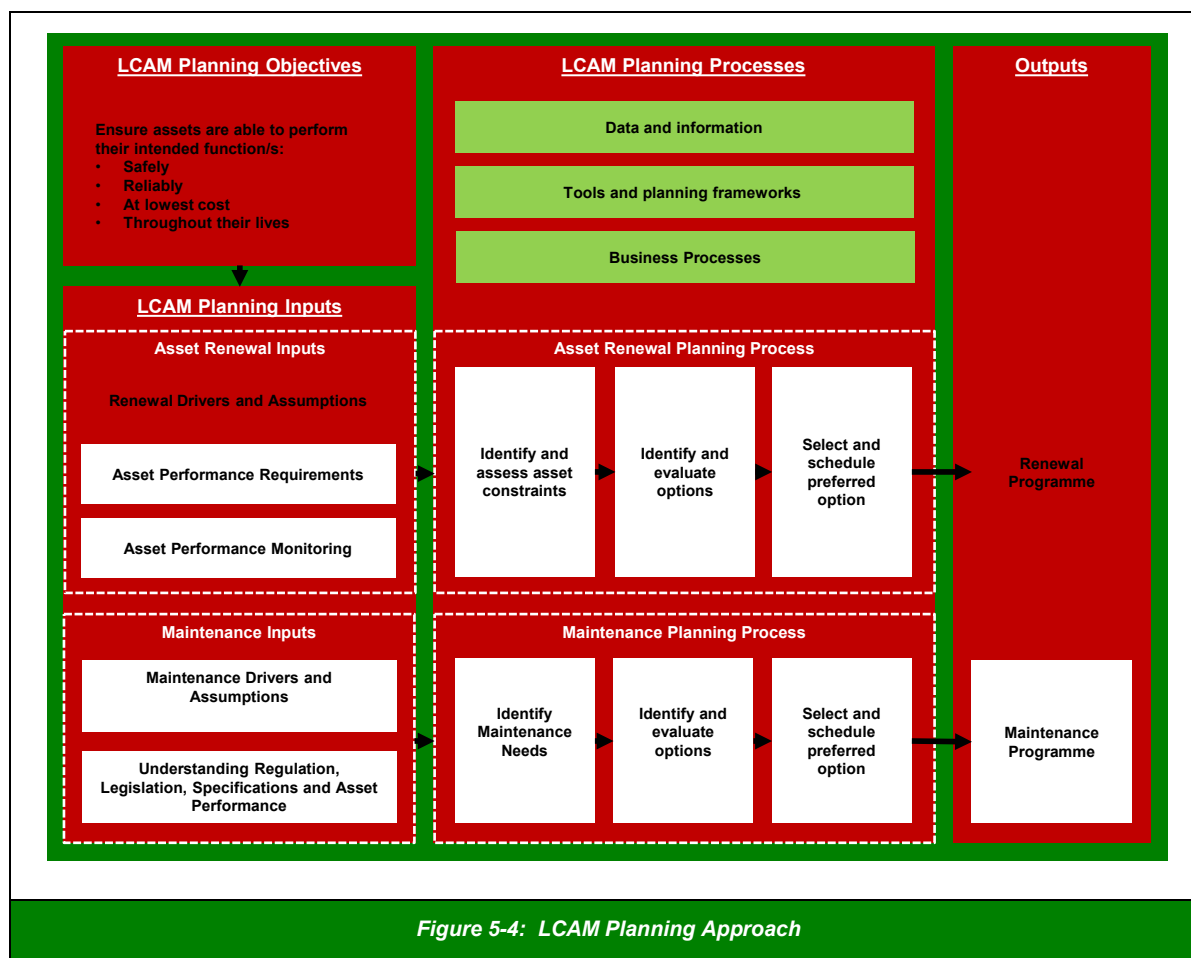 LCAM Planning Objectives
Ensure assets are able to perform
their intended function/s:
• Safely
• Reliably
• At lowest cost
• Throughout their lives
LCAM Planning Inputs
Asset Renewal Inputs
Renewal Drivers and Assumptions
Asset Performance Requirements
Asset Performance Monitoring
Maintenance Inputs
Maintenance Drivers and
Assumptions
Understanding Regulation,
Legislation, Specifications and Asset
Performance
LCAM Planning Processes
Data and information
Tools and planning frameworks
Business Processes
Asset Renewal Planning Process
Identify and
assess asset
constraints
Identify and
evaluate
options
Select and
schedule
preferred
option
Maintenance Planning Process
Identify
Maintenance
Needs
Identify and
evaluate
options
Select and
schedule
preferred
option
Outputs
Renewal
Programme
Maintenance
Programme
Figure 5-4: LCAM Planning Approach